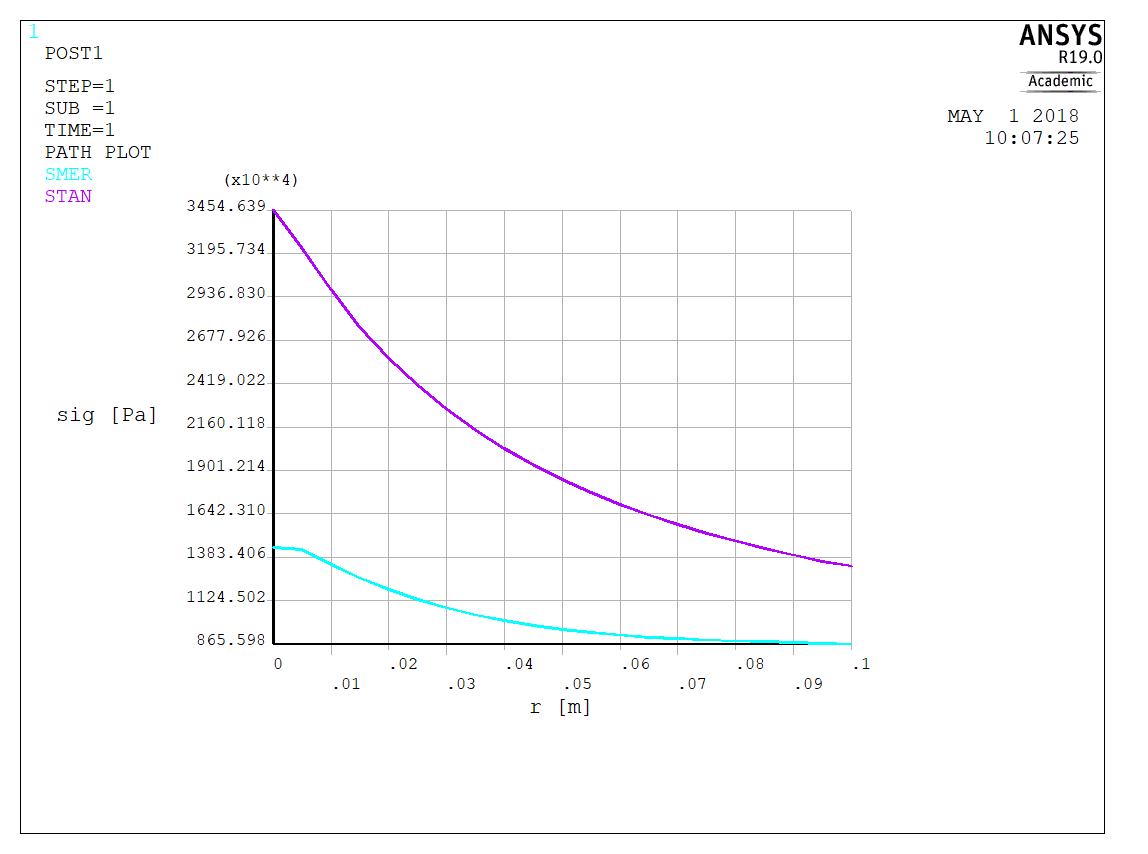 1
POST1
STEP=1
SUB =1
TIME=1
PATH PLOT
SMER
STAN
ANSYS
R19.0
Academic
MAY  1 2018
10:07:25
(x10**4)
3454.639
3195.734
2936.830
2677.926
2419.022
2160.118
1901.214
1642.310
1383.406
1124.502
865.598
sig [Pa]
0 .02 .04 .06 .08 .1
.01 .03 .05 .07 .09
r [m]